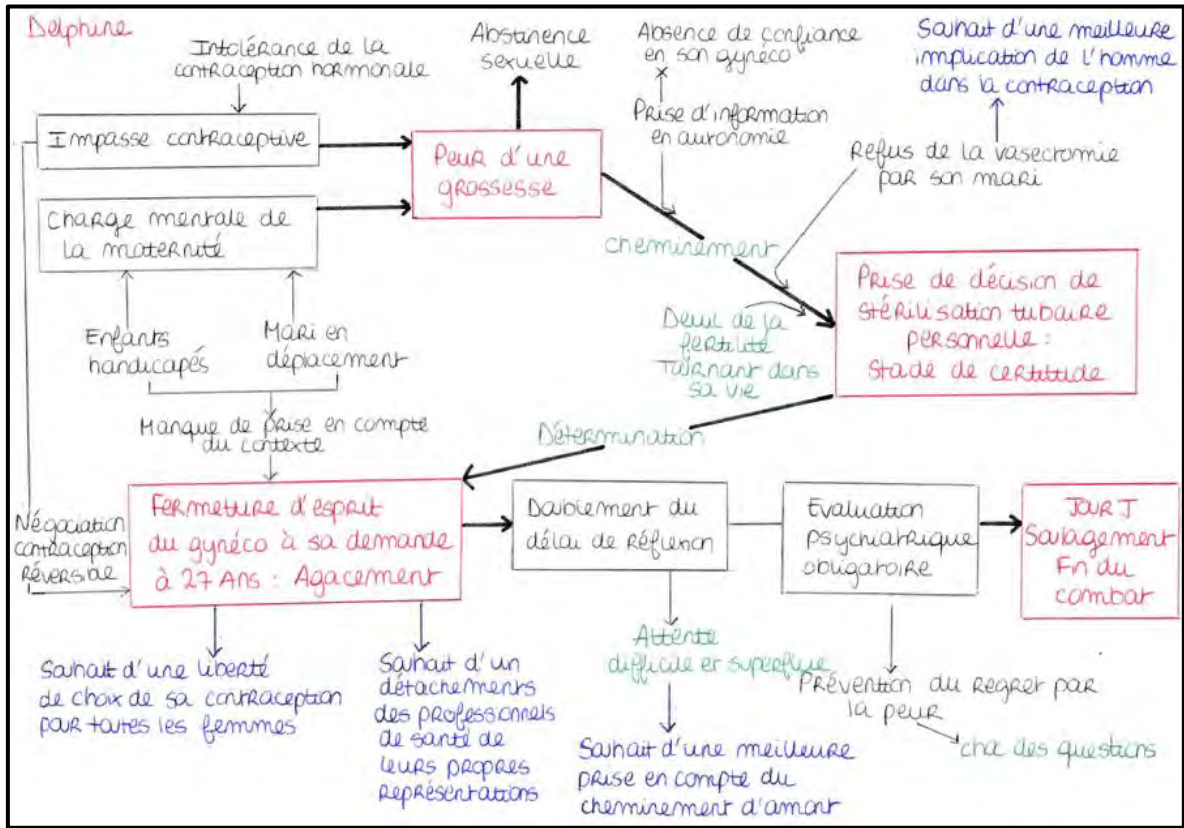 Delphine
Intolérance de la
contraception hormonale
Abstinence
sexuelle
Absence de confiance
en son gynéco
Souhait d'une meilleure
implication de l'homme
dans la contraception
Impasse contraceptive
Prise d'information
en autonomie
Peur d'une
grossesse
Refus de la vasectomie
par son mari
Charge mentale de
la maternité
cheminement
Prise de décision de
stérilisation tubaire
personnelle :
Stade de certitude
Enfants
handicapés
Mari en
déplacement
Deuil de la
fertilité
Tournant dans
sa vie
Manque de prise en compte
du contexte
Détermination
Négociation
contraception
réversible
Fermeture d'esprit
du gynéco à sa demande
à 27 Ans : Agacement
Doublement du
délai de réflexion
Evaluation
psychiatrique
obligatoire
JOUR J
Soulagement
Fin du
combat
Souhait d'une liberté
de choix de sa contraception
pour toutes les femmes
Souhait d'un
détachements
des professionnels
de santé de
leurs propres
représentations
Attente
difficile et superflue
Prévention du regret par
la peur
choc des questions
Souhait d'une meilleure
prise en compte du
cheminement d'amont